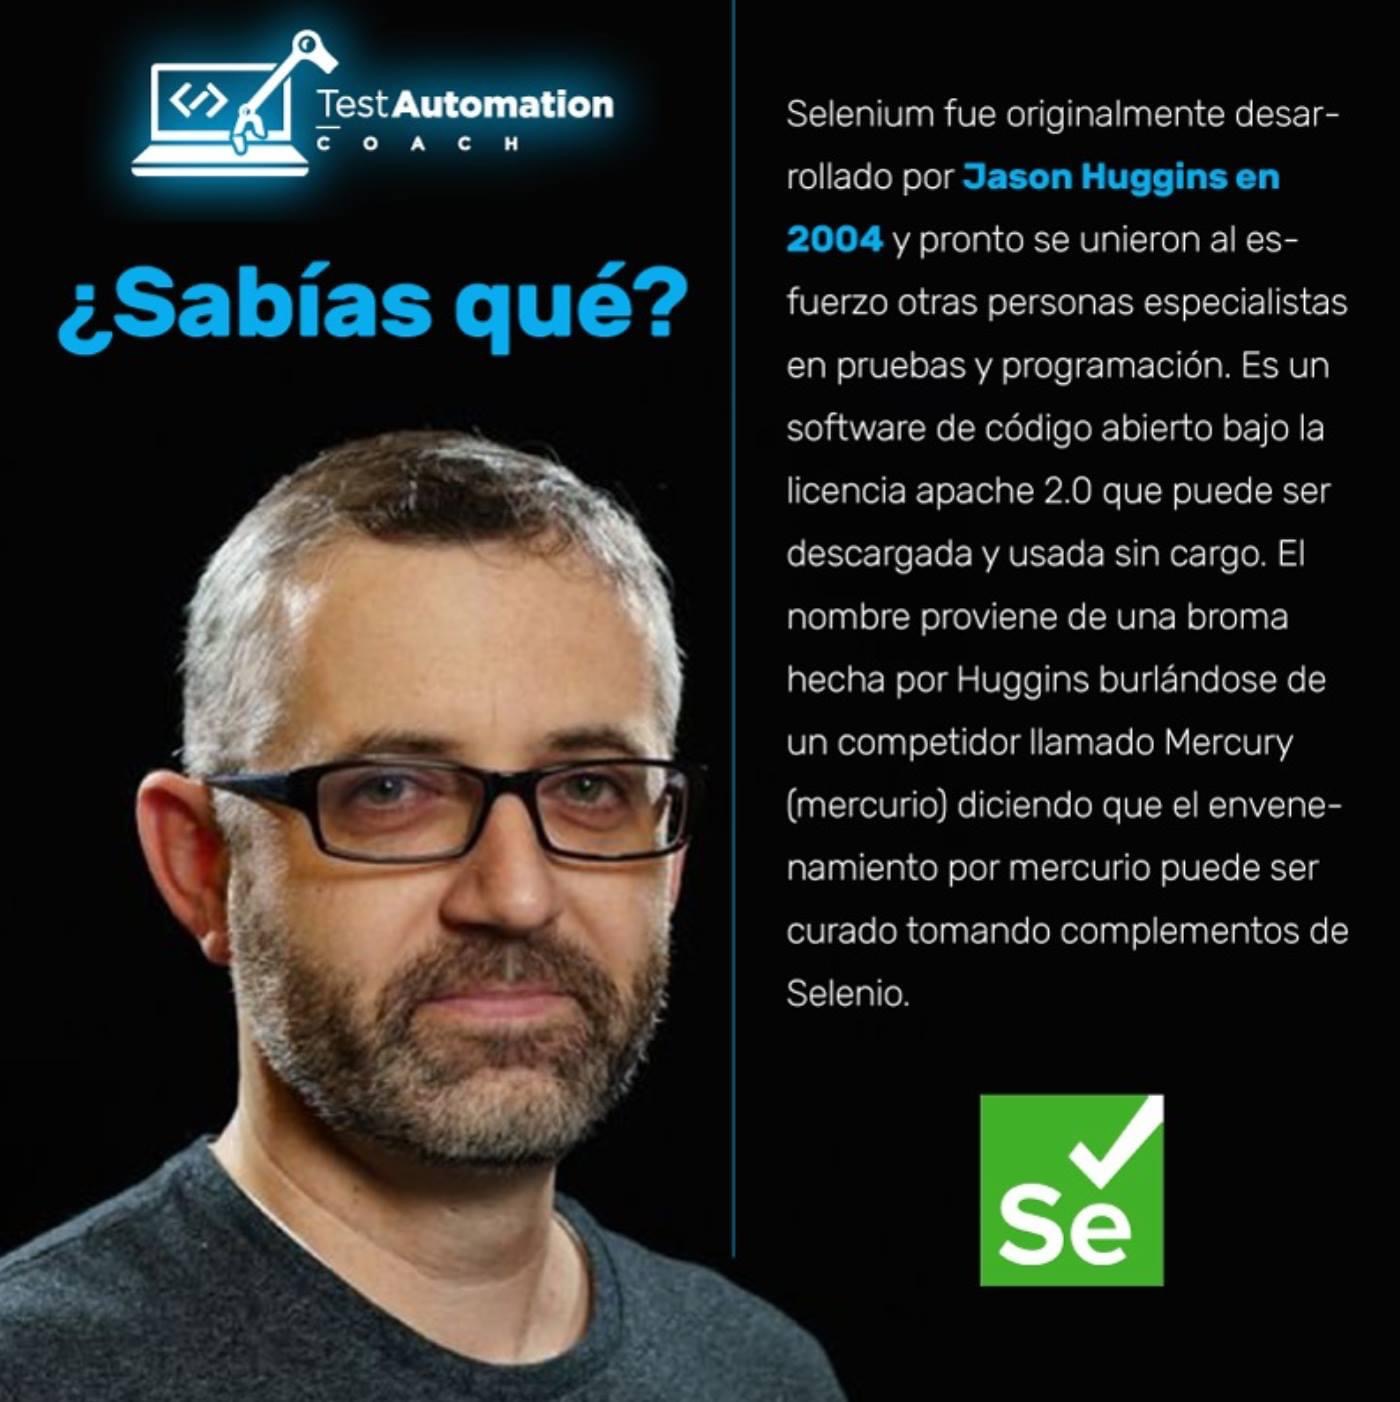 TestAutomation
COACH
¿Sabías qué?
Selenium fue originalmente desar-
rollado por Jason Huggins en
2004 y pronto se unieron al es-
fuerzo otras personas especialistas
en pruebas y programación. Es un
software de código abierto bajo la
licencia apache 2.0 que puede ser
descargada y usada sin cargo. El
nombre proviene de una broma
hecha por Huggins burlándose de
un competidor llamado Mercury
(mercurio) diciendo que el envene-
namiento por mercurio puede ser
curado tomando complementos de
Selenio.
Se